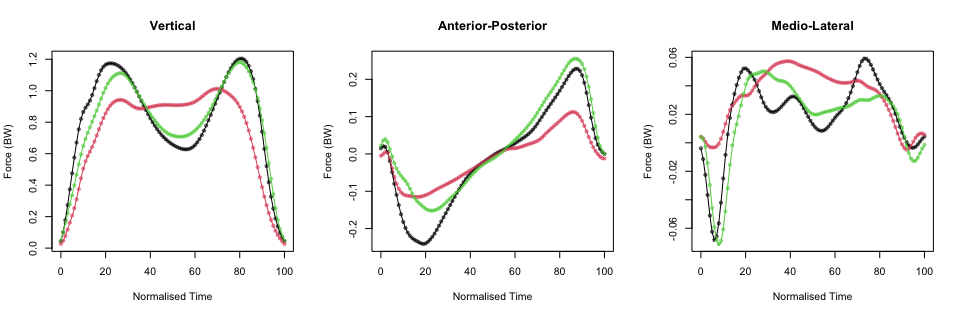 Vertical
Force (BW)
0.0 0.2 0.4 0.6 0.8 1.0 1.2
0 20 40 60 80 100
Normalised Time
Anterior-Posterior
Force (BW)
-0.2 -0.1 0.0 0.1 0.2
0 20 40 60 80 100
Normalised Time
Medio-Lateral
Force (BW)
-0.06 -0.02 0.02 0.06
0 20 40 60 80 100
Normalised Time